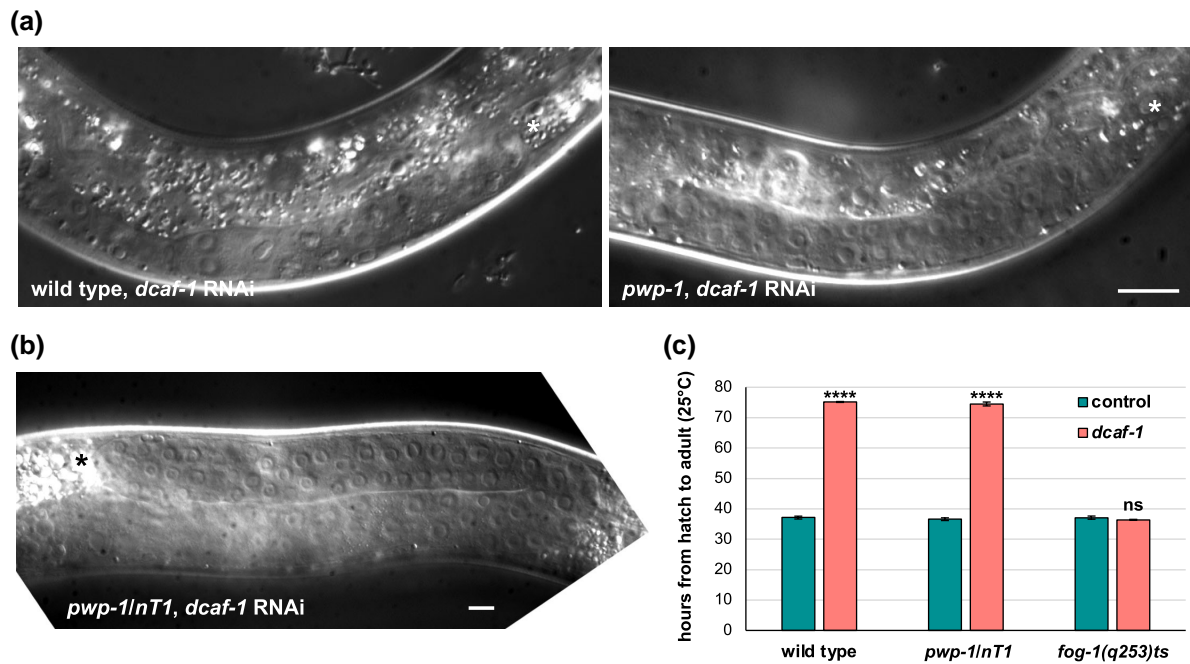 (a)
*
wild type, dcaf-1 RNAi
*
pwp-1, dcaf-1 RNAi
(b)
*
pwp-1/nT1, dcaf-1 RNAi
(c)
hours from hatch to adult (25°C)
80
70
60
50
40
30
20
10
0
****
****
ns
control
dcaf-1
wild type
pwp-1/nT1
fog-1(q253)ts